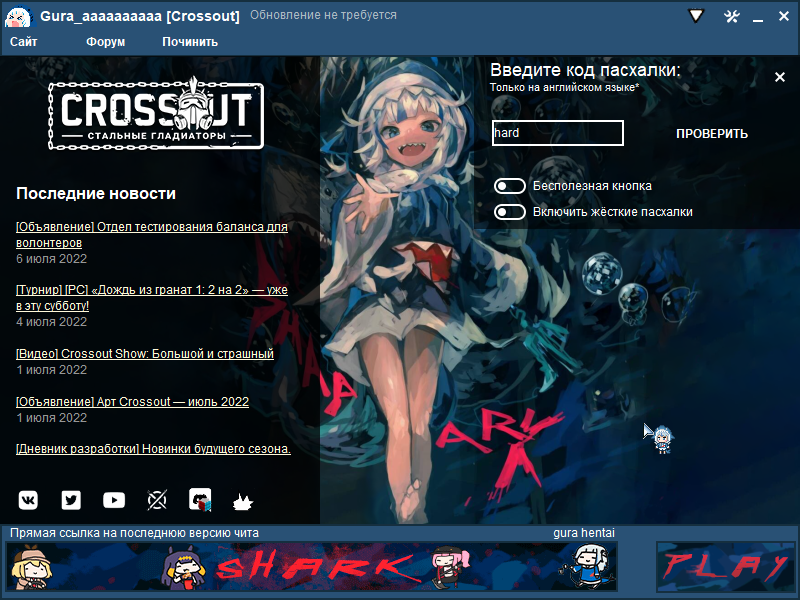 Gura_aaaaaaaaaa [Crossout] Обновление не требуется
Сайт Форум Починить
CROSSOUT
СТАЛЬНЫЕ ГЛАДИАТОРЫ
Введите код пасхалки:
Только на английском языке*
hard ПРОВЕРИТЬ
Бесполезная кнопка
Включить жёсткие пасхалки
Последние новости
[Объявление] Отдел тестирования баланса для
волонтеров
6 июля 2022
[Турнир] [PC] «Дождь из гранат 1: 2 на 2» — уже
в эту субботу!
4 июля 2022
[Видео] Crossout Show: Большой и страшный
1 июля 2022
[Объявление] Арт Crossout — июль 2022
1 июля 2022
[Дневник разработки] Новинки будущего сезона.
ARK
Прямая ссылка на последнюю версию чита gura hentai
SHARK
PLAY